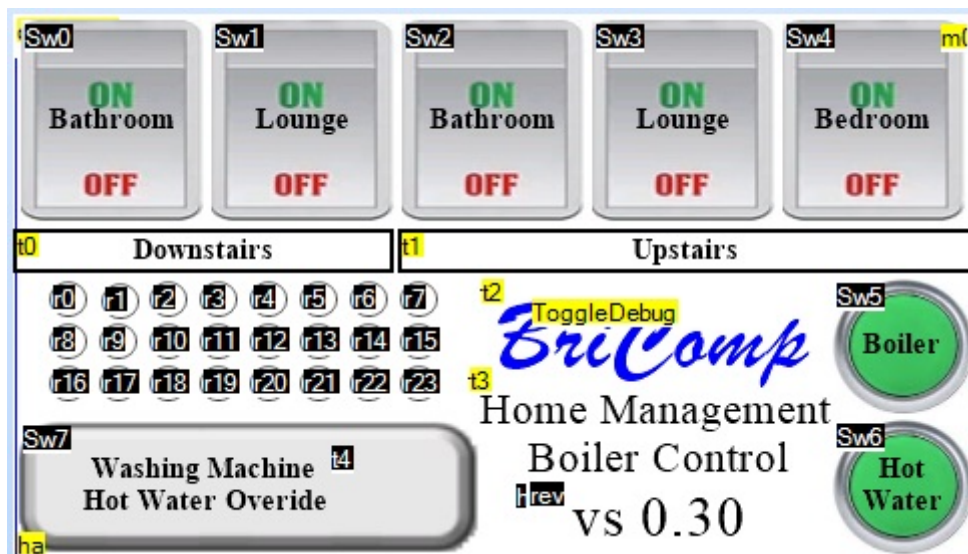 Sw0 Sw1 Sw2 Sw3 Sw4
ON ON ON ON ON
Bathroom Lounge Bathroom Lounge Bedroom
OFF OFF OFF OFF OFF
t0 Downstairs t1 Upstairs
r0 r1 r2 r3 r4 r5 r6 r7
r8 r9 r10 r11 r12 r13 r14 r15
r16 r17 r18 r19 r20 r21 r22 r23
t2
ToggleDebug
BriComp
t3
Home Management
Boiler Control
rev
vs 0.30
Sw5
Boiler
Sw6
Hot
Water
Sw7
Washing Machine t4
Hot Water Overide
ha